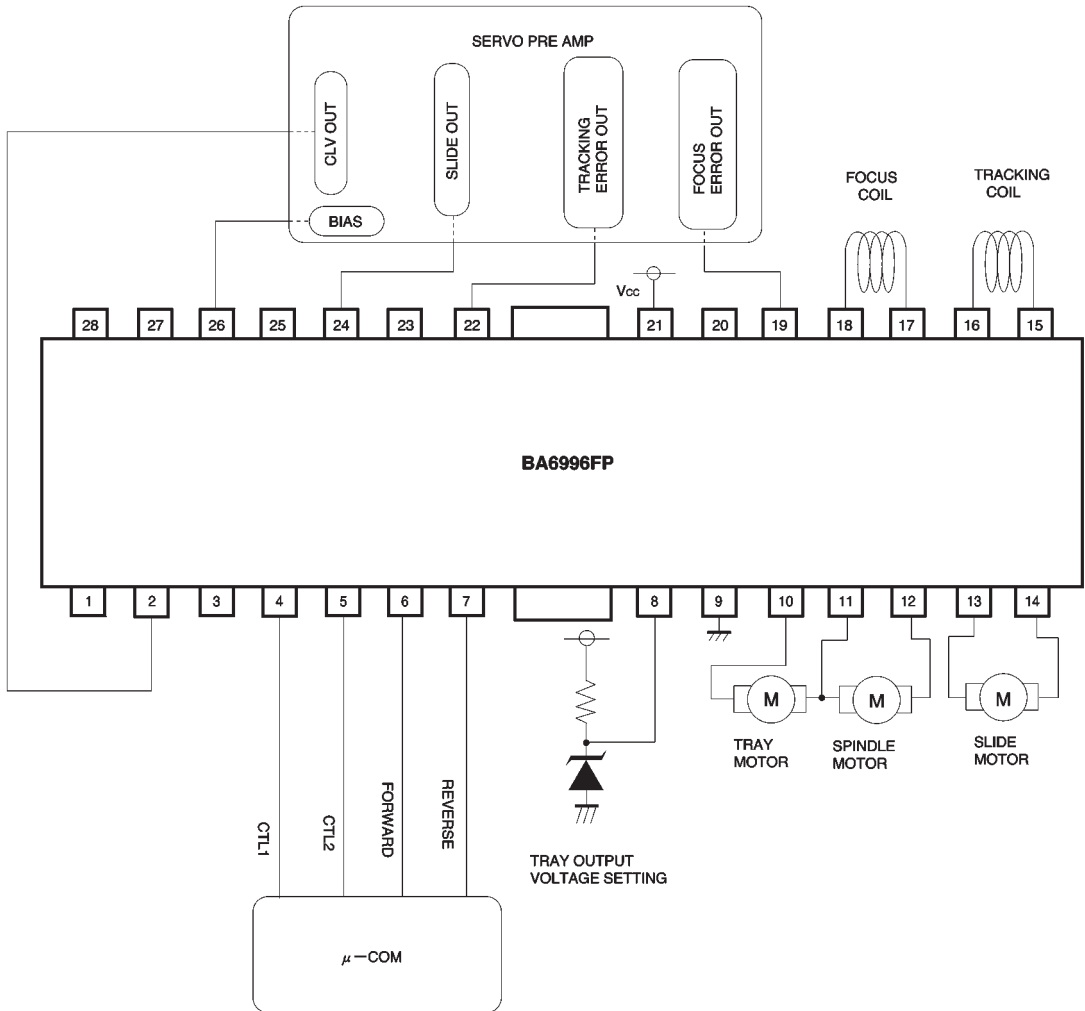 SERVO PRE AMP
CLV OUT
SLIDE OUT
TRACKING
ERROR OUT
FOCUS
ERROR OUT
BIAS
FOCUS
COIL
TRACKING
COIL
Vcc
28 27 26 25 24 23 22 21 20 19 18 17 16 15
BA6996FP
1 2 3 4 5 6 7 8 9 10 11 12 13 14
M M M
TRAY
MOTOR
SPINDLE
MOTOR
SLIDE
MOTOR
CTL1
CTL2
FORWARD
REVERSE
TRAY OUTPUT
VOLTAGE SETTING
μ－COM